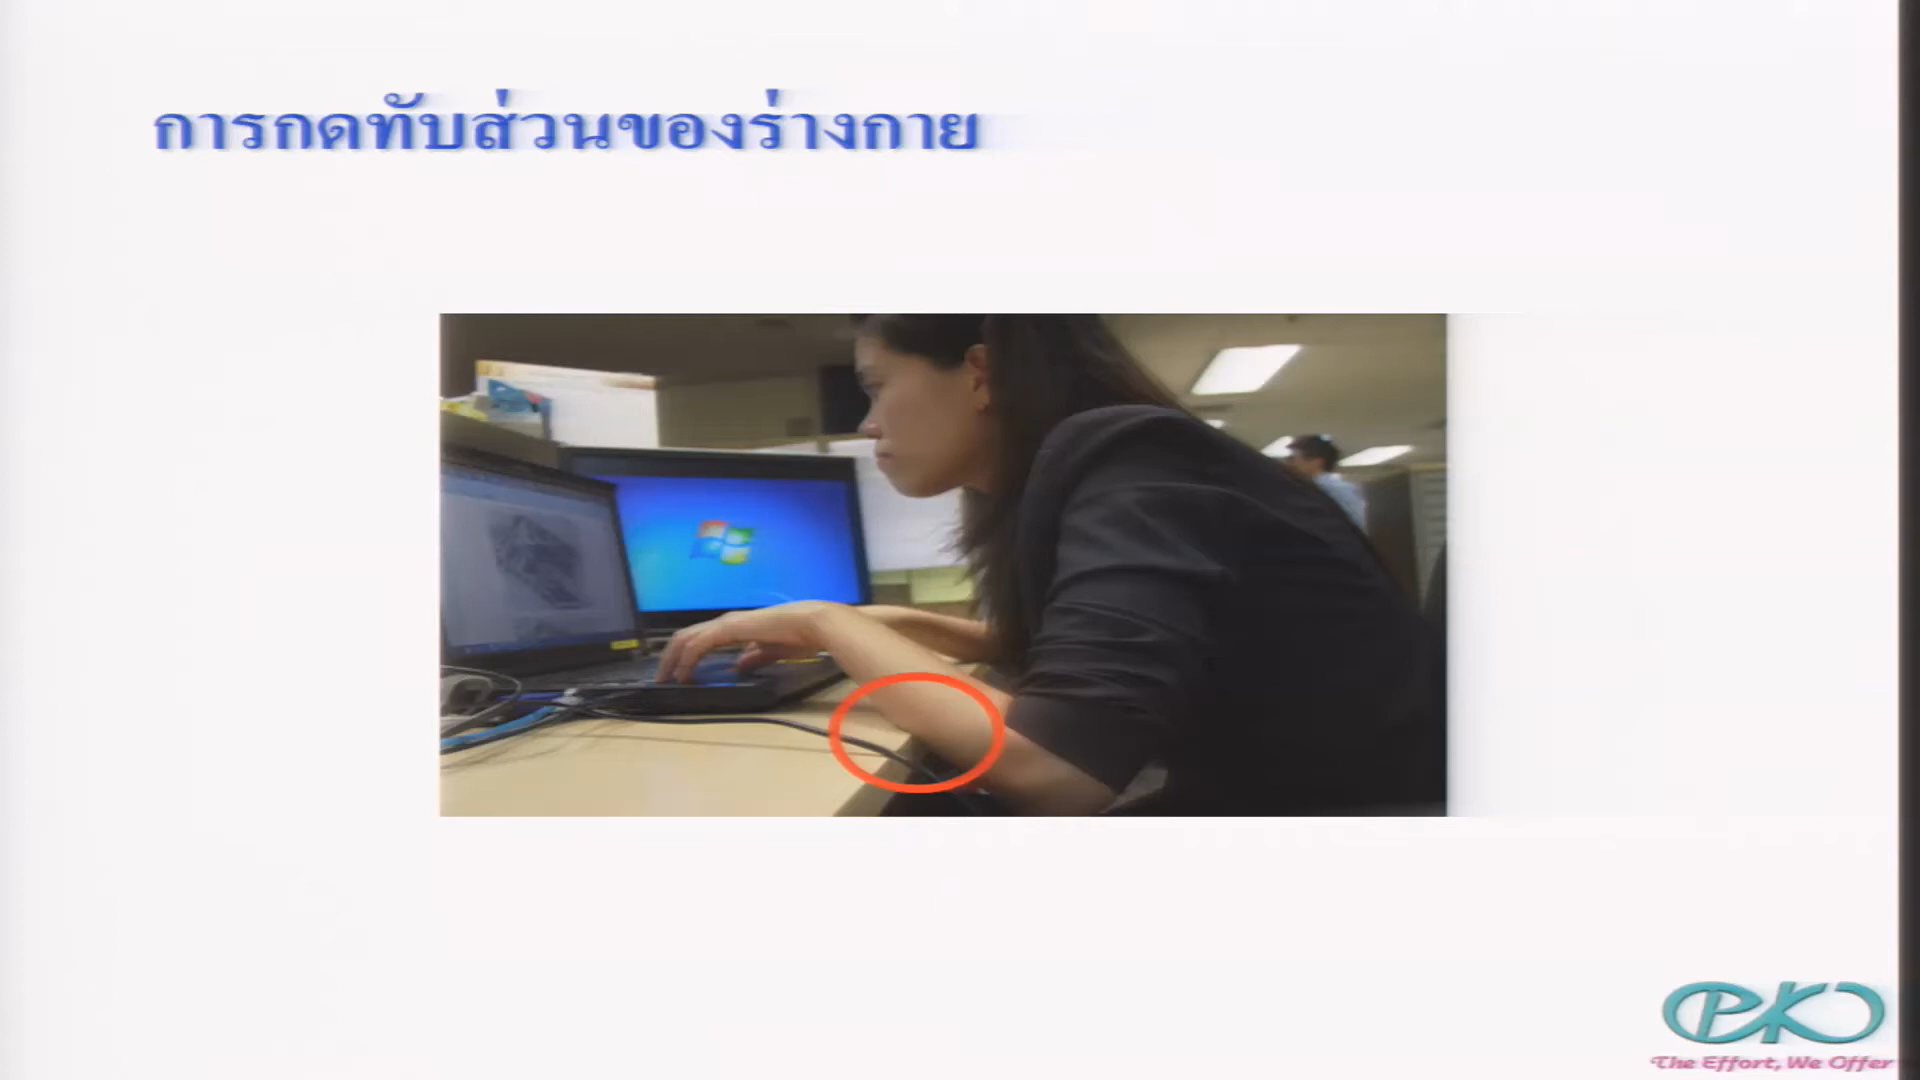 การกดทับส่วนของร่างกาย
PKO
The Effort, We Offer